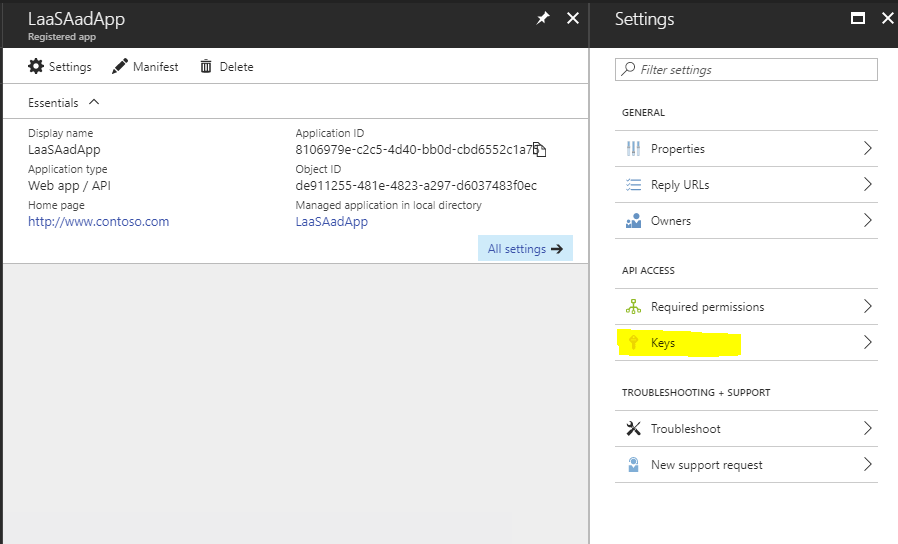 LaaSAadApp
Registered app
Settings
Manifest
Delete
Essentials
Display name
LaaSAadApp
Application type
Web app / API
Home page
http://www.contoso.com
Application ID
8106979e-c2c5-4d40-bb0d-cbd6552c1a75
Object ID
de911255-481e-4823-a297-d6037483f0ec
Managed application in local directory
LaaSAadApp
All settings
Settings
Filter settings
GENERAL
Properties
Reply URLs
Owners
API ACCESS
Required permissions
Keys
TROUBLESHOOTING + SUPPORT
Troubleshoot
New support request